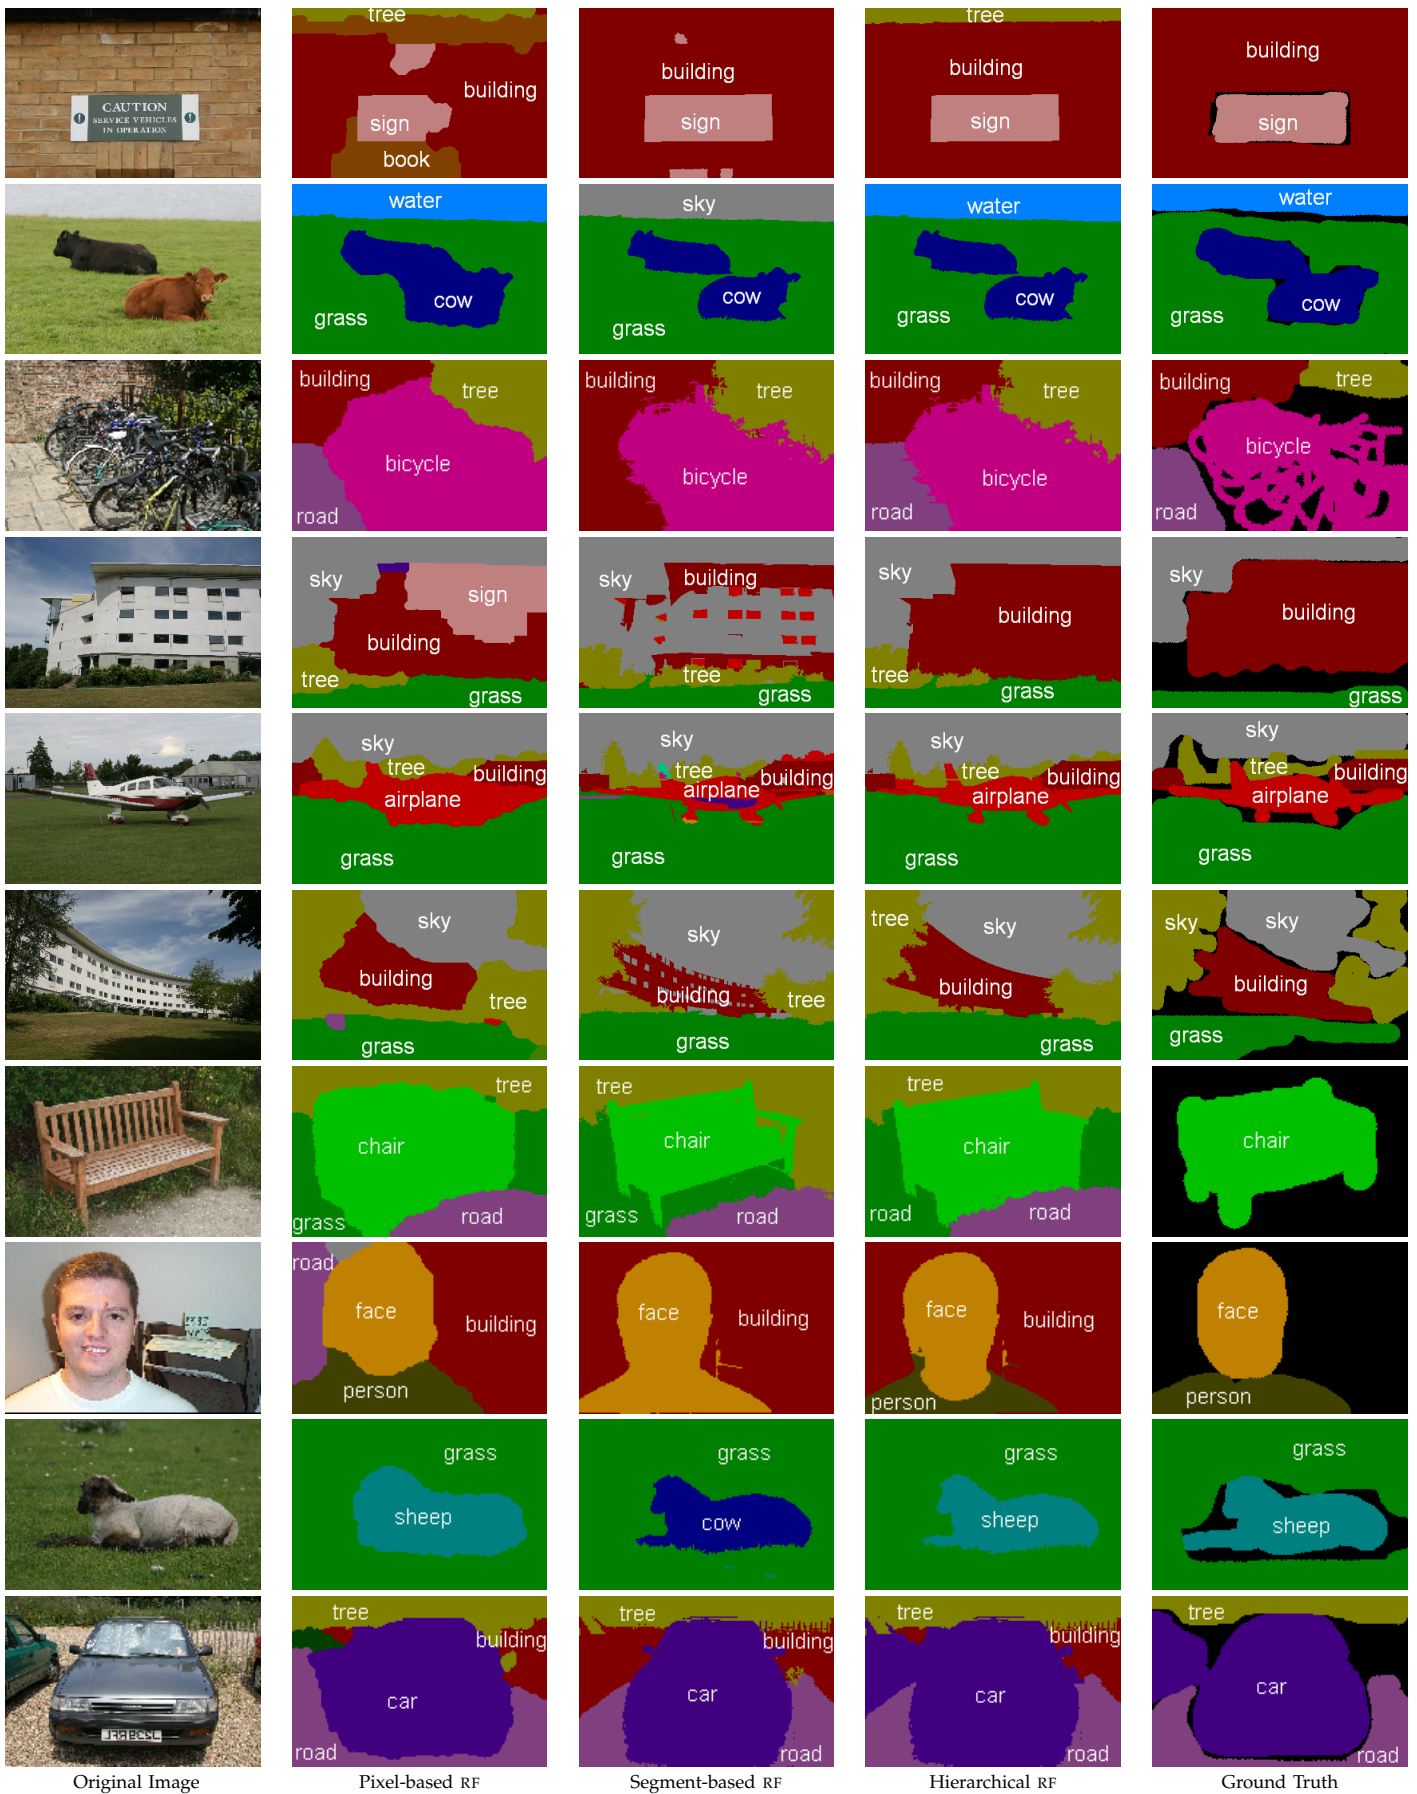 CAUTION
SERVICE VEHICLES
IN OPERATION
tree
building
sign
book
building
sign
tree
building
sign
building
sign
water
cow
grass
sky
cow
grass
water
cow
grass
water
cow
grass
building
tree
bicycle
road
building
tree
bicycle
building
tree
bicycle
road
building
tree
bicycle
road
sky
sign
building
tree
grass
sky
building
tree
grass
sky
building
tree
grass
sky
building
grass
sky
tree
building
airplane
grass
sky
tree
building
airplane
grass
sky
tree
building
airplane
grass
sky
tree
building
airplane
grass
sky
building
tree
grass
sky
building
tree
grass
tree
sky
building
grass
sky
sky
building
grass
tree
chair
grass
road
tree
chair
grass
road
tree
chair
road
road
chair
road
face
building
person
face
building
face
building
person
face
person
grass
sheep
grass
cow
grass
sheep
grass
sheep
tree
building
car
road
tree
building
car
road
tree
building
car
road
tree
car
road
Original Image
Pixel-based RF
Segment-based RF
Hierarchical RF
Ground Truth